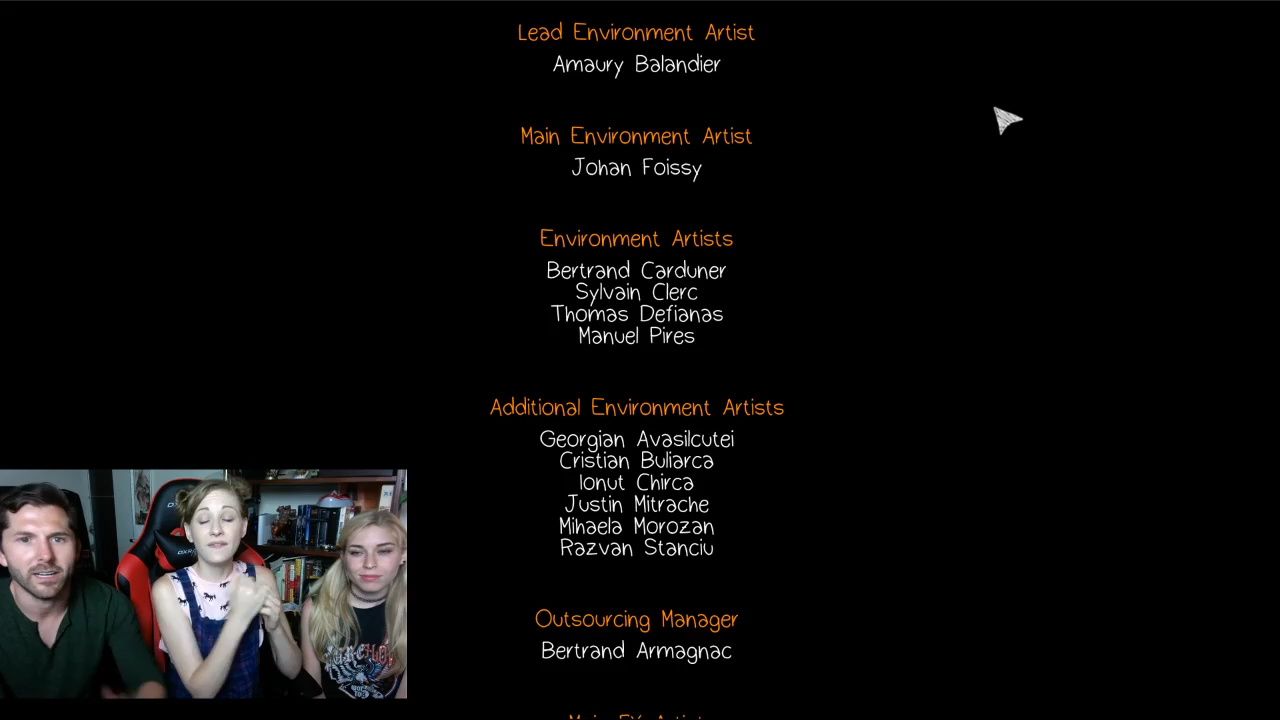 Lead Environment Artist
Amaury Balandier
Main Environment Artist
Johan Foissy
Environment Artists
Bertrand Carduner
Sylvain Clerc
Thomas Defianas
Manuel Pires
Additional Environment Artists
Georgian Avasilcutei
Cristian Buliarca
Ionut Chirca
Justin Mitrache
Mihaela Morozan
Razvan Stanciu
Outsourcing Manager
Bertrand Armagnac